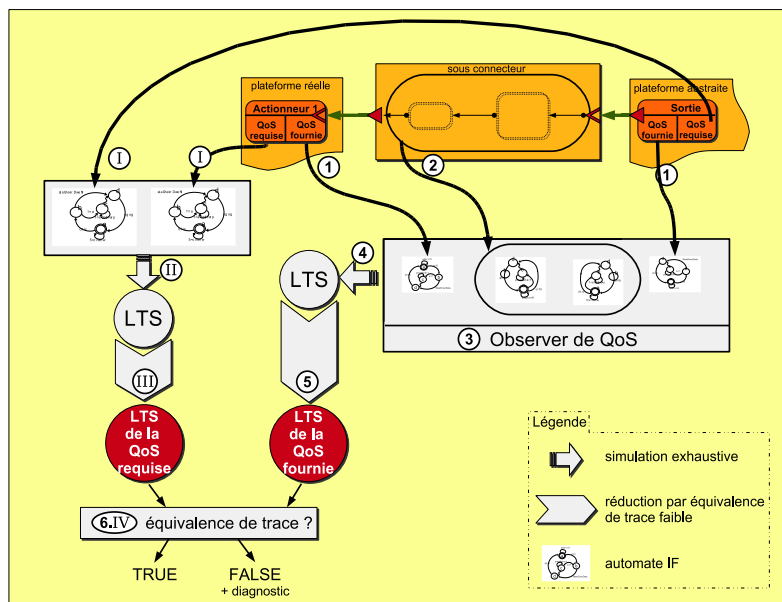 sous connecteur
plateforme réelle
plateforme abstraite
Actionneur 1
QoS requise
QoS fournie
Sortie
QoS fournie
QoS requise
I
I
1
2
1
II
4
LTS
LTS
3 Observer de QoS
III
5
LTS
de la
QoS
requise
LTS
de la
QoS
fournie
6.IV équivalence de trace ?
TRUE
FALSE
+ diagnostic
Légende
simulation exhaustive
réduction par équivalence
de trace faible
automate IF